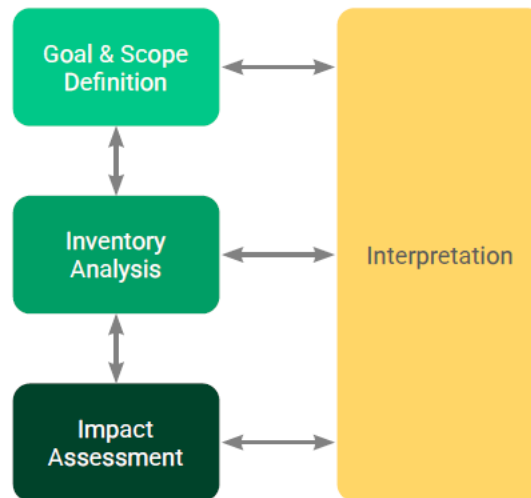 Goal & Scope
Definition
Inventory
Analysis
Interpretation
Impact
Assessment